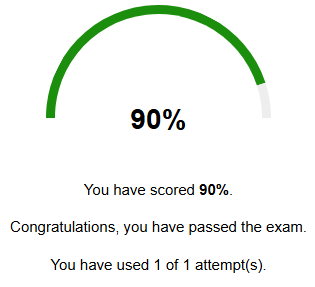 90%
You have scored 90%.
Congratulations, you have passed the exam.
You have used 1 of 1 attempt(s).